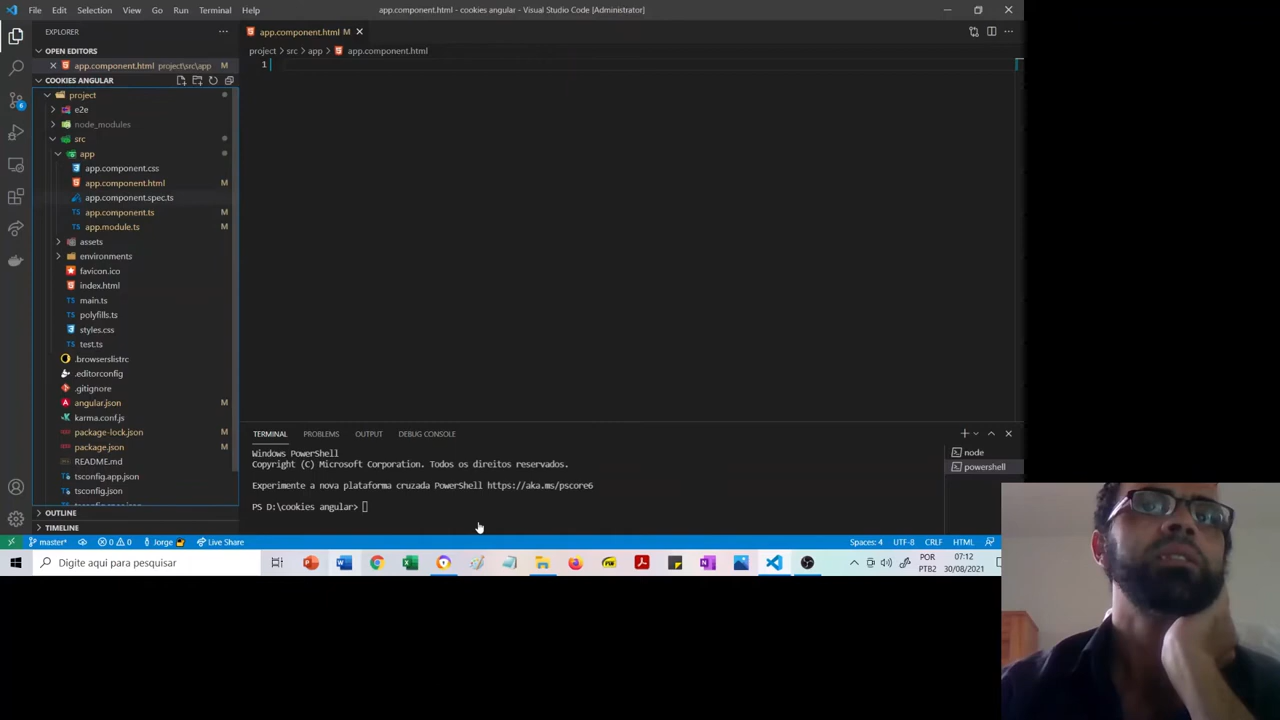 File Edit Selection View Go Run Terminal Help
app.component.html - cookies angular - Visual Studio Code [Administrator]
EXPLORER
app.component.html M
OPEN EDITORS
project > src > app > app.component.html
app.component.html project\src\app M
1
COOKIES ANGULAR
project
e2e
node_modules
src
app
app.component.css
app.component.html M
app.component.spec.ts
app.component.ts M
app.module.ts M
assets
environments
favicon.ico
index.html
main.ts
polyfills.ts
styles.css
test.ts
.browserslistrc
.editorconfig
.gitignore
angular.json M
karma.conf.js
package-lock.json M
package.json M
README.md
tsconfig.app.json
tsconfig.json
OUTLINE
TIMELINE
TERMINAL PROBLEMS OUTPUT DEBUG CONSOLE
Windows PowerShell
Copyright (C) Microsoft Corporation. Todos os direitos reservados.
Experimente a nova plataforma cruzada PowerShell https://aka.ms/pscore6
PS D:\cookies angular>
node
powershell
master* 0 0 Jorge Live Share
Spaces: 4 UTF-8 CRLF HTML
Digite aqui para pesquisar
POR
PTB2
07:12
30/08/2021